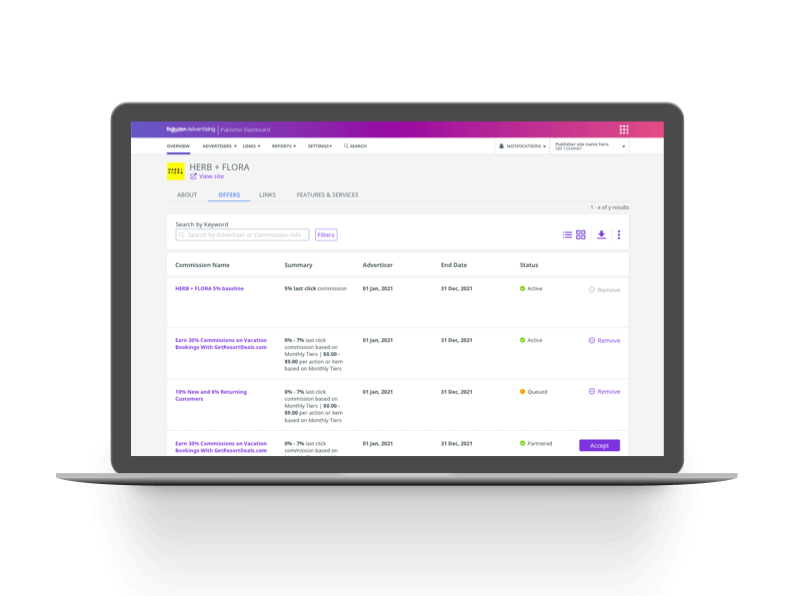 Rakuten Advertising | Publisher Dashboard
OVERVIEW ADVERTISERS LINKS REPORTS SETTINGS SEARCH NOTIFICATIONS Publisher site name here
SID 1234567
HERB + FLORA
View site
ABOUT OFFERS LINKS FEATURES & SERVICES
1 - x of y results
Search by Keyword
Search by Advertiser or Commission info Filters
Commission Name Summary Advertiser End Date Status
HERB + FLORA 5% baseline 5% last click commission 01 Jan, 2021 31 Dec, 2021 Active Remove
Earn 30% Commissions on Vacation 0% - 7% last click 01 Jan, 2021 31 Dec, 2021 Active Remove
Bookings With GetResortDeals.com commission based on
Monthly Tiers | $0.00 -
$9.00 per action or item
based on Monthly Tiers
10% New and 6% Returning 0% - 7% last click 01 Jan, 2021 31 Dec, 2021 Queued Remove
Customers commission based on
Monthly Tiers | $0.00 -
$9.00 per action or item
based on Monthly Tiers
Earn 30% Commissions on Vacation 0% - 7% last click 01 Jan, 2021 31 Dec, 2021 Partnered Accept
Bookings With GetResortDeals.com commission based on